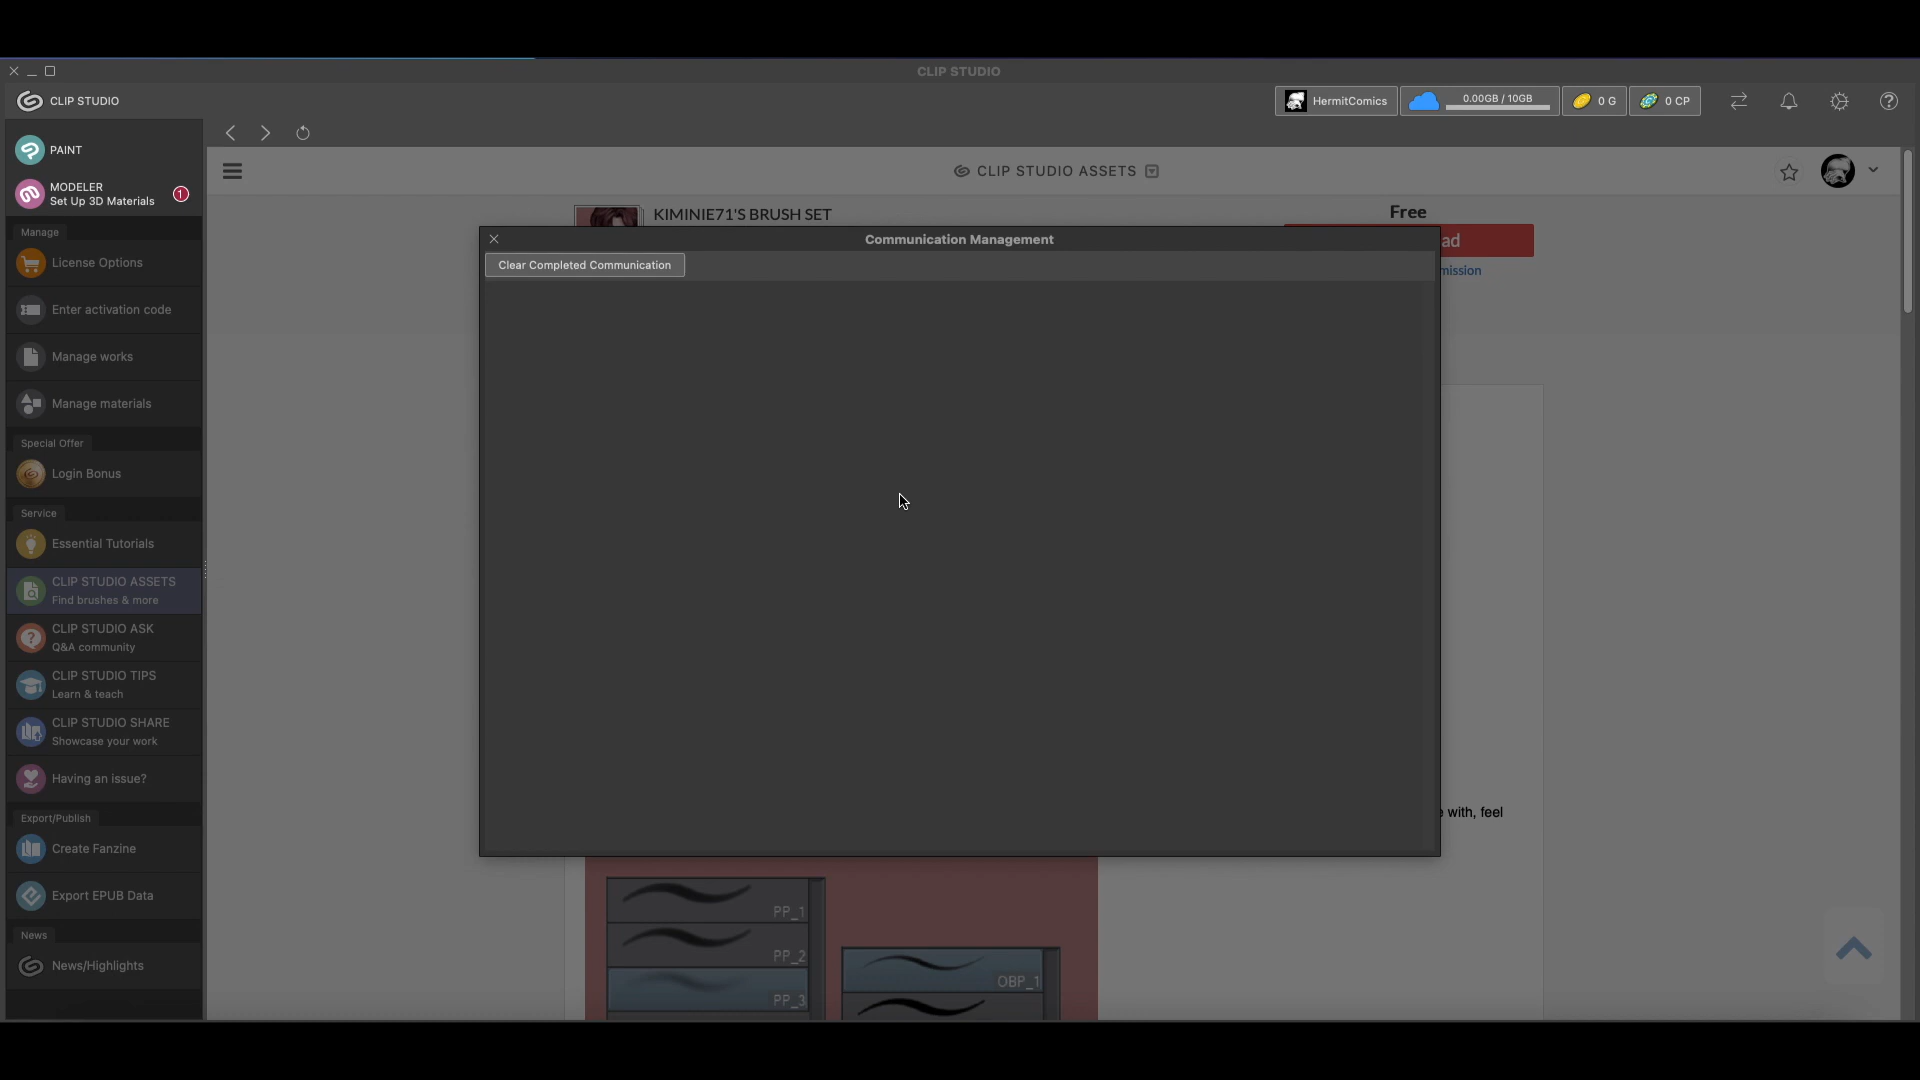 CLIP STUDIO
CLIP STUDIO
HermitComics
0.00GB / 10GB
0 G
0 CP
PAINT
MODELER
Set Up 3D Materials
1
CLIP STUDIO ASSETS
Manage
License Options
Enter activation code
Manage works
Manage materials
Special Offer
Login Bonus
Service
Essential Tutorials
CLIP STUDIO ASSETS
Find brushes & more
CLIP STUDIO ASK
Q&A community
CLIP STUDIO TIPS
Learn & teach
CLIP STUDIO SHARE
Showcase your work
Having an issue?
Export/Publish
Create Fanzine
Export EPUB Data
News
News/Highlights
KIMINIE71'S BRUSH SET
Free
ad
mission
Communication Management
Clear Completed Communication
with, feel
PP_1
PP_2
PP_3
OBP_1